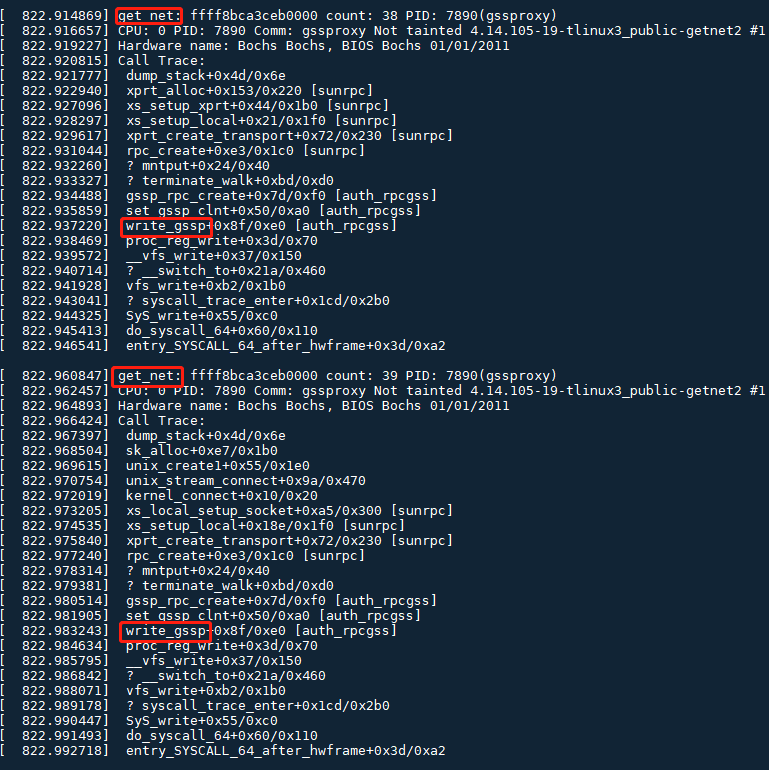 [  822.914869] get_net: ffff8bca3ceb0000 count: 38 PID: 7890(gssproxy)
[  822.916657] CPU: 0 PID: 7890 Comm: gssproxy Not tainted 4.14.105-19-tlinux3_public-getnet2 #1
[  822.919227] Hardware name: Bochs Bochs, BIOS Bochs 01/01/2011
[  822.920815] Call Trace:
[  822.921777]  dump_stack+0x4d/0x6e
[  822.922940]  xprt_alloc+0x153/0x220 [sunrpc]
[  822.927096]  xs_setup_xprt+0x44/0x1b0 [sunrpc]
[  822.928297]  xs_setup_local+0x21/0x1f0 [sunrpc]
[  822.929617]  xprt_create_transport+0x72/0x230 [sunrpc]
[  822.931044]  rpc_create+0xe3/0x1c0 [sunrpc]
[  822.932260]  ? mntput+0x24/0x40
[  822.933327]  ? terminate_walk+0xbd/0xd0
[  822.934488]  gssp_rpc_create+0x7d/0xf0 [auth_rpcgss]
[  822.935859]  set_gssp_clnt+0x50/0xa0 [auth_rpcgss]
[  822.937220]  write_gssp+0x8f/0xe0 [auth_rpcgss]
[  822.938469]  proc_reg_write+0x3d/0x70
[  822.939572]  __vfs_write+0x37/0x150
[  822.940714]  ? __switch_to+0x21a/0x460
[  822.941928]  vfs_write+0xb2/0x1b0
[  822.943041]  ? syscall_trace_enter+0x1cd/0x2b0
[  822.944325]  SyS_write+0x55/0xc0
[  822.945413]  do_syscall_64+0x60/0x110
[  822.946541]  entry_SYSCALL_64_after_hwframe+0x3d/0xa2
[  822.960847] get_net: ffff8bca3ceb0000 count: 39 PID: 7890(gssproxy)
[  822.962457] CPU: 0 PID: 7890 Comm: gssproxy Not tainted 4.14.105-19-tlinux3_public-getnet2 #1
[  822.964893] Hardware name: Bochs Bochs, BIOS Bochs 01/01/2011
[  822.966424] Call Trace:
[  822.967397]  dump_stack+0x4d/0x6e
[  822.968504]  sk_alloc+0xe7/0x1b0
[  822.969615]  unix_create1+0x55/0x1e0
[  822.970754]  unix_stream_connect+0x9a/0x470
[  822.972019]  kernel_connect+0x10/0x20
[  822.973205]  xs_local_setup_socket+0xa5/0x300 [sunrpc]
[  822.974535]  xs_setup_local+0x18e/0x1f0 [sunrpc]
[  822.975840]  xprt_create_transport+0x72/0x230 [sunrpc]
[  822.977240]  rpc_create+0xe3/0x1c0 [sunrpc]
[  822.978314]  ? mntput+0x24/0x40
[  822.979381]  ? terminate_walk+0xbd/0xd0
[  822.980514]  gssp_rpc_create+0x7d/0xf0 [auth_rpcgss]
[  822.981905]  set_gssp_clnt+0x50/0xa0 [auth_rpcgss]
[  822.983243]  write_gssp+0x8f/0xe0 [auth_rpcgss]
[  822.984634]  proc_reg_write+0x3d/0x70
[  822.985795]  __vfs_write+0x37/0x150
[  822.986842]  ? __switch_to+0x21a/0x460
[  822.988071]  vfs_write+0xb2/0x1b0
[  822.989178]  ? syscall_trace_enter+0x1cd/0x2b0
[  822.990447]  SyS_write+0x55/0xc0
[  822.991493]  do_syscall_64+0x60/0x110
[  822.992718]  entry_SYSCALL_64_after_hwframe+0x3d/0xa2